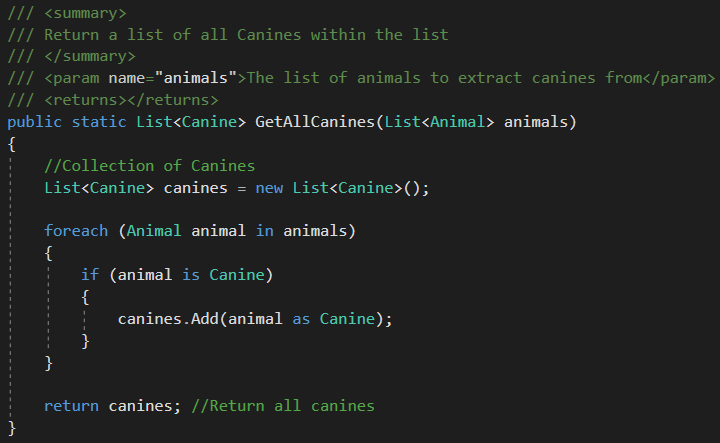 /// <summary>
/// Return a list of all Canines within the list
/// </summary>
/// <param name="animals">The list of animals to extract canines from</param>
/// <returns></returns>
public static List<Canine> GetAllCanines(List<Animal> animals)
{
    //Collection of Canines
    List<Canine> canines = new List<Canine>();

    foreach (Animal animal in animals)
    {
        if (animal is Canine)
        {
            canines.Add(animal as Canine);
        }
    }

    return canines; //Return all canines
}